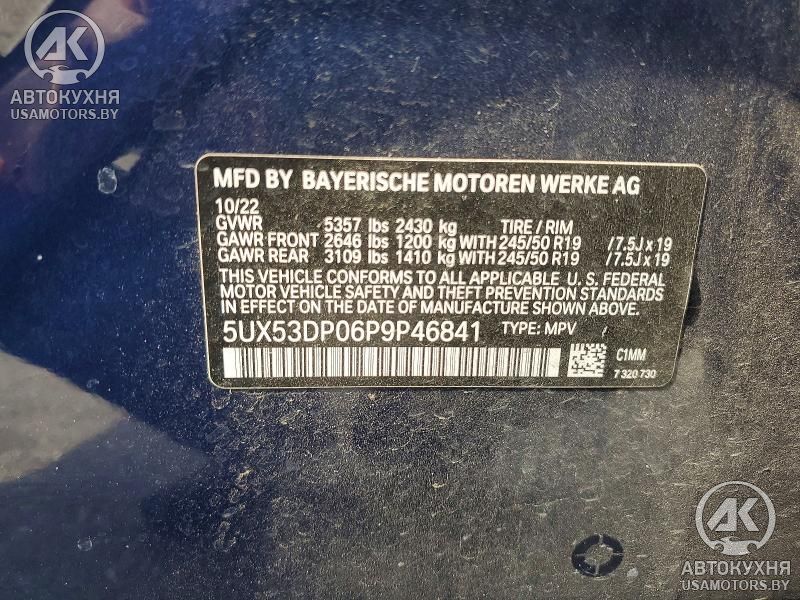 AK
АВТОКУХНЯ
USAMOTORS.BY
MFD BY BAYERISCHE MOTOREN WERKE AG
10/22
GVWR 5357 lbs 2430 kg TIRE / RIM
GAWR FRONT 2646 lbs 1200 kg WITH 245/50 R19 / 7.5J x 19
GAWR REAR 3109 lbs 1410 kg WITH 245/50 R19 / 7.5J x 19
THIS VEHICLE CONFORMS TO ALL APPLICABLE U. S. FEDERAL
MOTOR VEHICLE SAFETY AND THEFT PREVENTION STANDARDS
IN EFFECT ON THE DATE OF MANUFACTURE SHOWN ABOVE.
5UX53DP06P9P46841 TYPE: MPV
C1MM
7 320 730
AK
АВТОКУХНЯ
USAMOTORS.BY